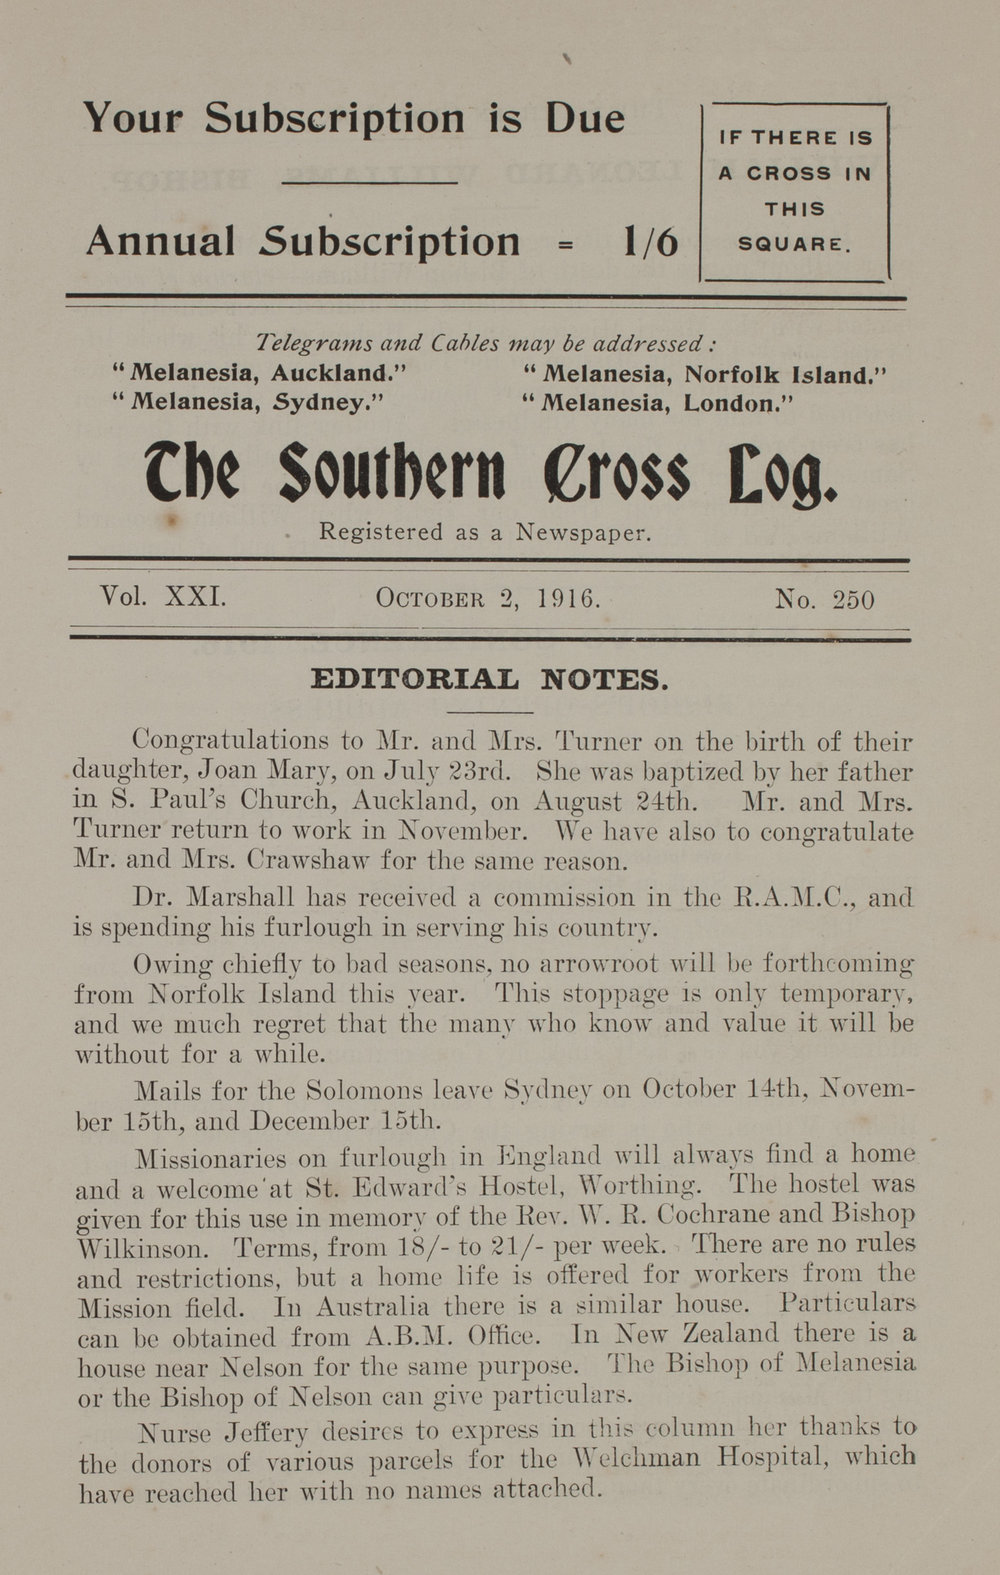 Your Subscription is Due
IF THERE IS
A CROSS IN
THIS
SQUARE.
Annual Subscription = 1/6
Telegrams and Cables may be addressed :
"Melanesia, Auckland." "Melanesia, Norfolk Island."
"Melanesia, Sydney." "Melanesia, London."
The Southern Cross Log.
Registered as a Newspaper.
Vol. XXI. October 2, 1916. No. 250
EDITORIAL NOTES.
Congratulations to Mr. and Mrs. Turner on the birth of their
daughter, Joan Mary, on July 23rd. She was baptized by her father
in S. Paul's Church, Auckland, on August 24th. Mr. and Mrs.
Turner return to work in November. We have also to congratulate
Mr. and Mrs. Crawshaw for the same reason.
Dr. Marshall has received a commission in the R.A.M.C., and
is spending his furlough in serving his country.
Owing chiefly to bad seasons, no arrowroot will be forthcoming
from Norfolk Island this year. This stoppage is only temporary,
and we much regret that the many who know and value it will be
without for a while.
Mails for the Solomons leave Sydney on October 14th, Novem-
ber 15th, and December 15th.
Missionaries on furlough in England will always find a home
and a welcome at St. Edward's Hostel, Worthing. The hostel was
given for this use in memory of the Rev. W. R. Cochrane and Bishop
Wilkinson. Terms, from 18/- to 21/- per week. There are no rules
and restrictions, but a home life is offered for workers from the
Mission field. In Australia there is a similar house. Particulars
can be obtained from A.B.M. Office. In New Zealand there is a
house near Nelson for the same purpose. The Bishop of Melanesia
or the Bishop of Nelson can give particulars.
Nurse Jeffery desires to express in this column her thanks to
the donors of various parcels for the Welchman Hospital, which
have reached her with no names attached.